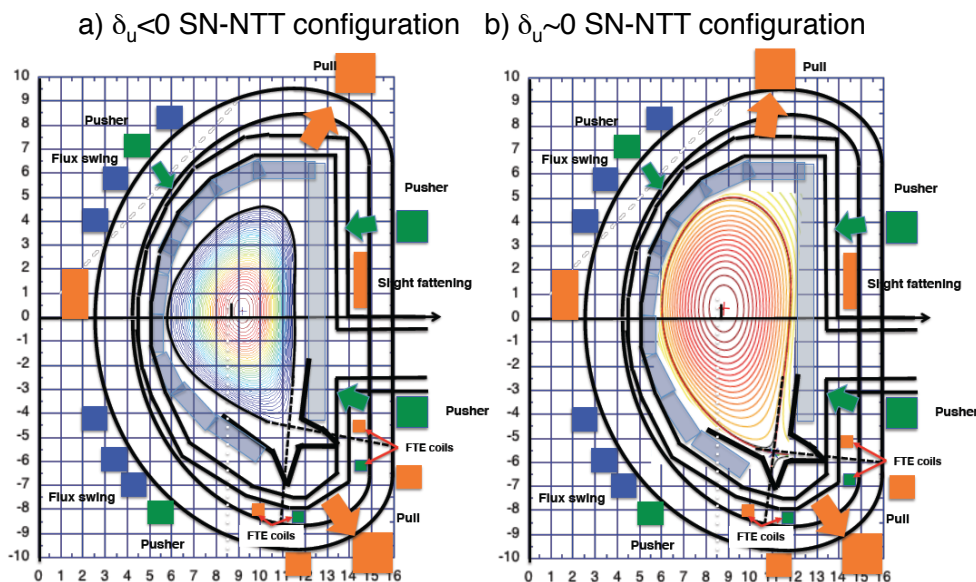 a) δu<0 SN-NTT configuration
b) δu~0 SN-NTT configuration
Pull
Pusher
Flux swing
Pusher
Slight fattening
Pusher
FTE coils
Flux swing
FTE coils
Pull
Pusher
10
9
8
7
6
5
4
3
2
1
0
-1
-2
-3
-4
-5
-6
-7
-8
-9
-10
0 1 2 3 4 5 6 7 8 9 10 11 12 13 14 15 16
Pull
Pusher
Flux swing
Pusher
Slight fattening
Pusher
FTE coils
Flux swing
FTE coils
Pull
Pusher
10
9
8
7
6
5
4
3
2
1
0
-1
-2
-3
-4
-5
-6
-7
-8
-9
-10
0 1 2 3 4 5 6 7 8 9 10 11 12 13 14 15 16